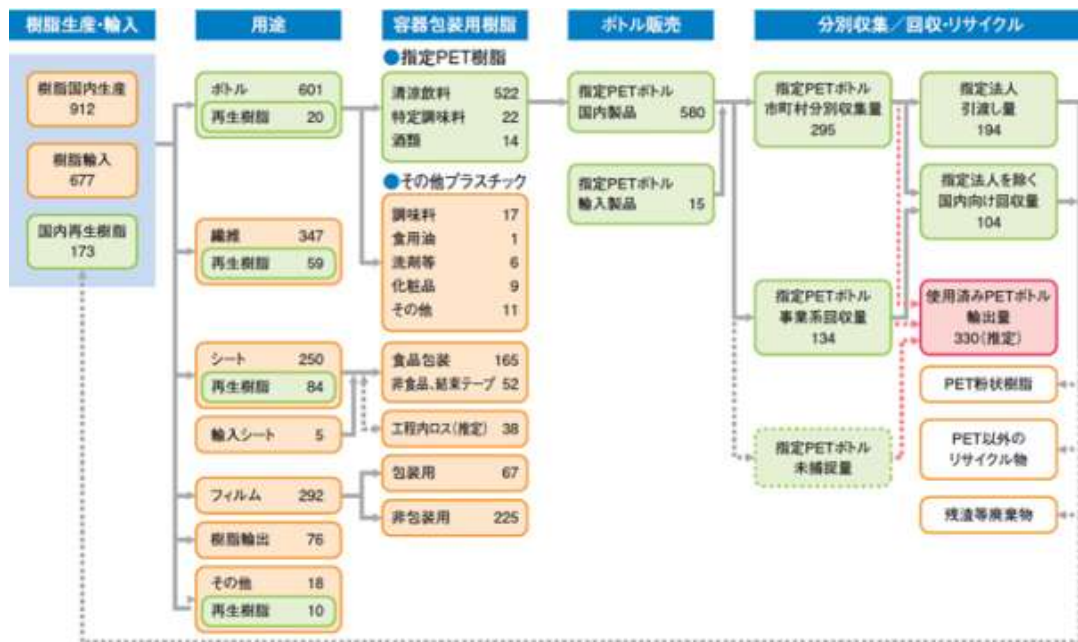 樹脂生産・輸入
用途
容器包装用樹脂
ボトル販売
分別収集／回収・リサイクル
樹脂国内生産
912
樹脂輸入
677
国内再生樹脂
173
ボトル 601
再生樹脂 20
繊維 347
再生樹脂 59
シート 250
再生樹脂 84
輸入シート 5
フィルム 292
樹脂輸出 76
その他 18
再生樹脂 10
●指定PET樹脂
清涼飲料 522
特定調味料 22
酒類 14
●その他プラスチック
調味料 17
食用油 1
洗剤等 6
化粧品 9
その他 11
食品包装 165
非食品、結束テープ 52
工程内ロス(推定) 38
包装用 67
非包装用 225
指定PETボトル
国内製品 580
指定PETボトル
輸入製品 15
指定PETボトル
市町村分別収集量
295
指定PETボトル
事業系回収量
134
指定PETボトル
未捕捉量
指定法人
引渡し量
194
指定法人を除く
国内向け回収量
104
使用済みPETボトル
輸出量
330(推定)
PET粉状樹脂
PET以外の
リサイクル物
残渣等廃棄物